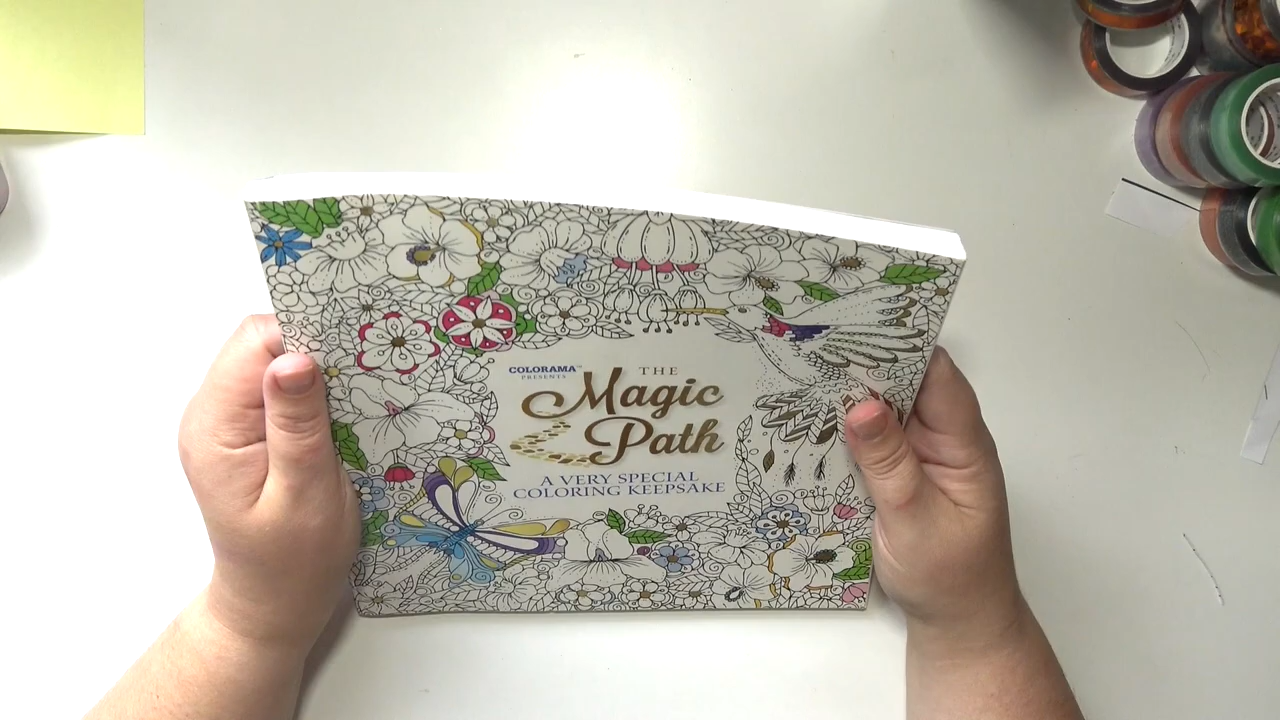 COLORAMA™
PRESENTS
THE
Magic
Path
A VERY SPECIAL
COLORING KEEPSAKE